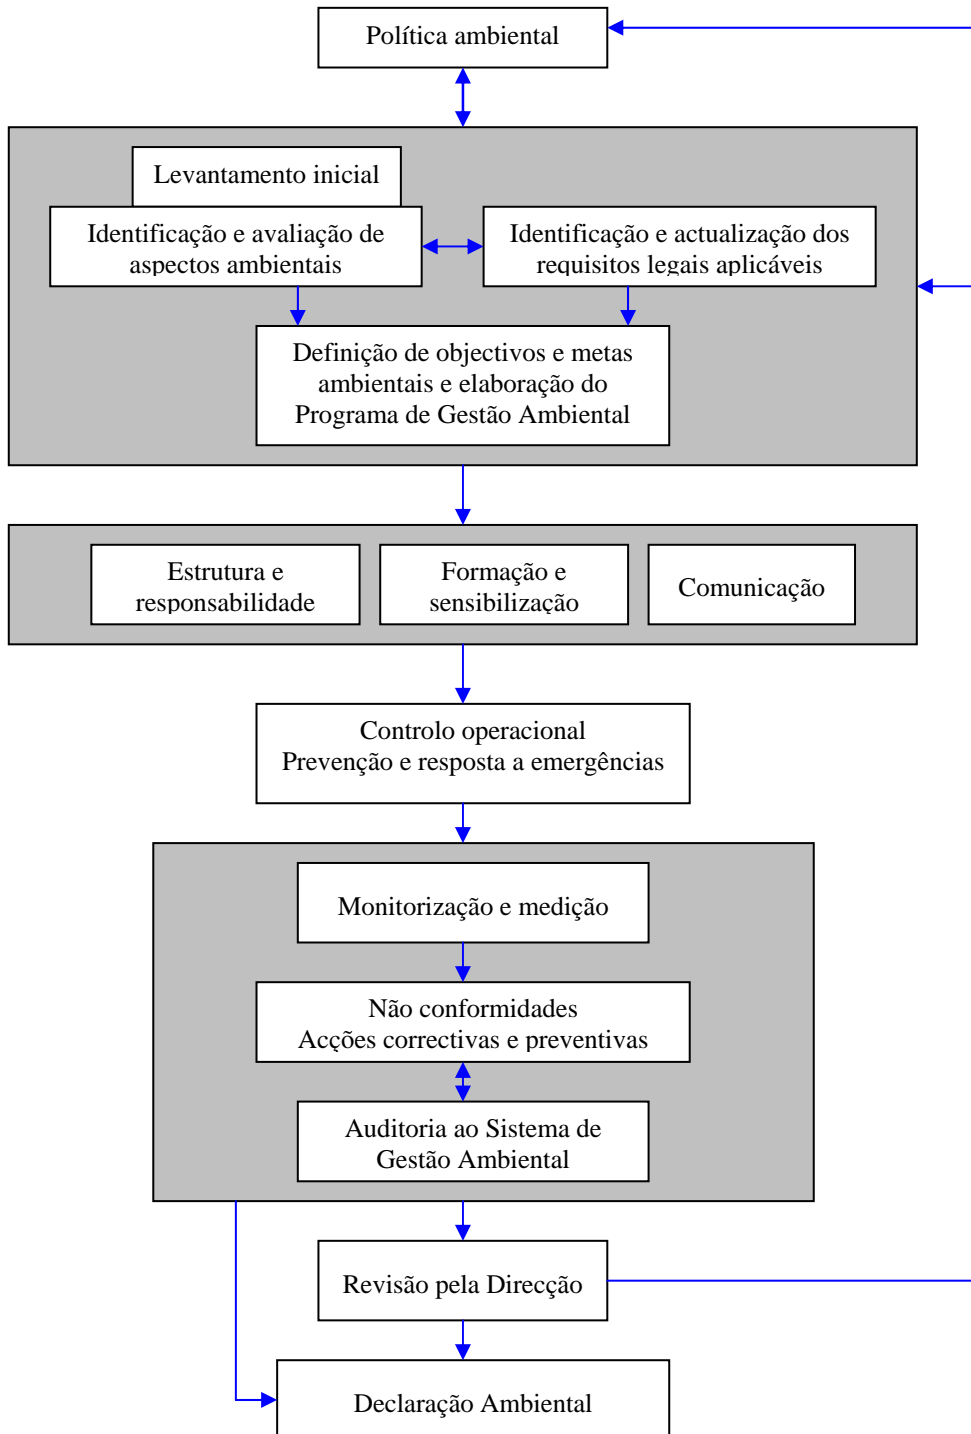 Política ambiental
Levantamento inicial
Identificação e avaliação de
aspectos ambientais
Identificação e actualização dos
requisitos legais aplicáveis
Definição de objectivos e metas
ambientais e elaboração do
Programa de Gestão Ambiental
Estrutura e
responsabilidade
Formação e
sensibilização
Comunicação
Controlo operacional
Prevenção e resposta a emergências
Monitorização e medição
Não conformidades
Acções correctivas e preventivas
Auditoria ao Sistema de
Gestão Ambiental
Revisão pela Direcção
Declaração Ambiental